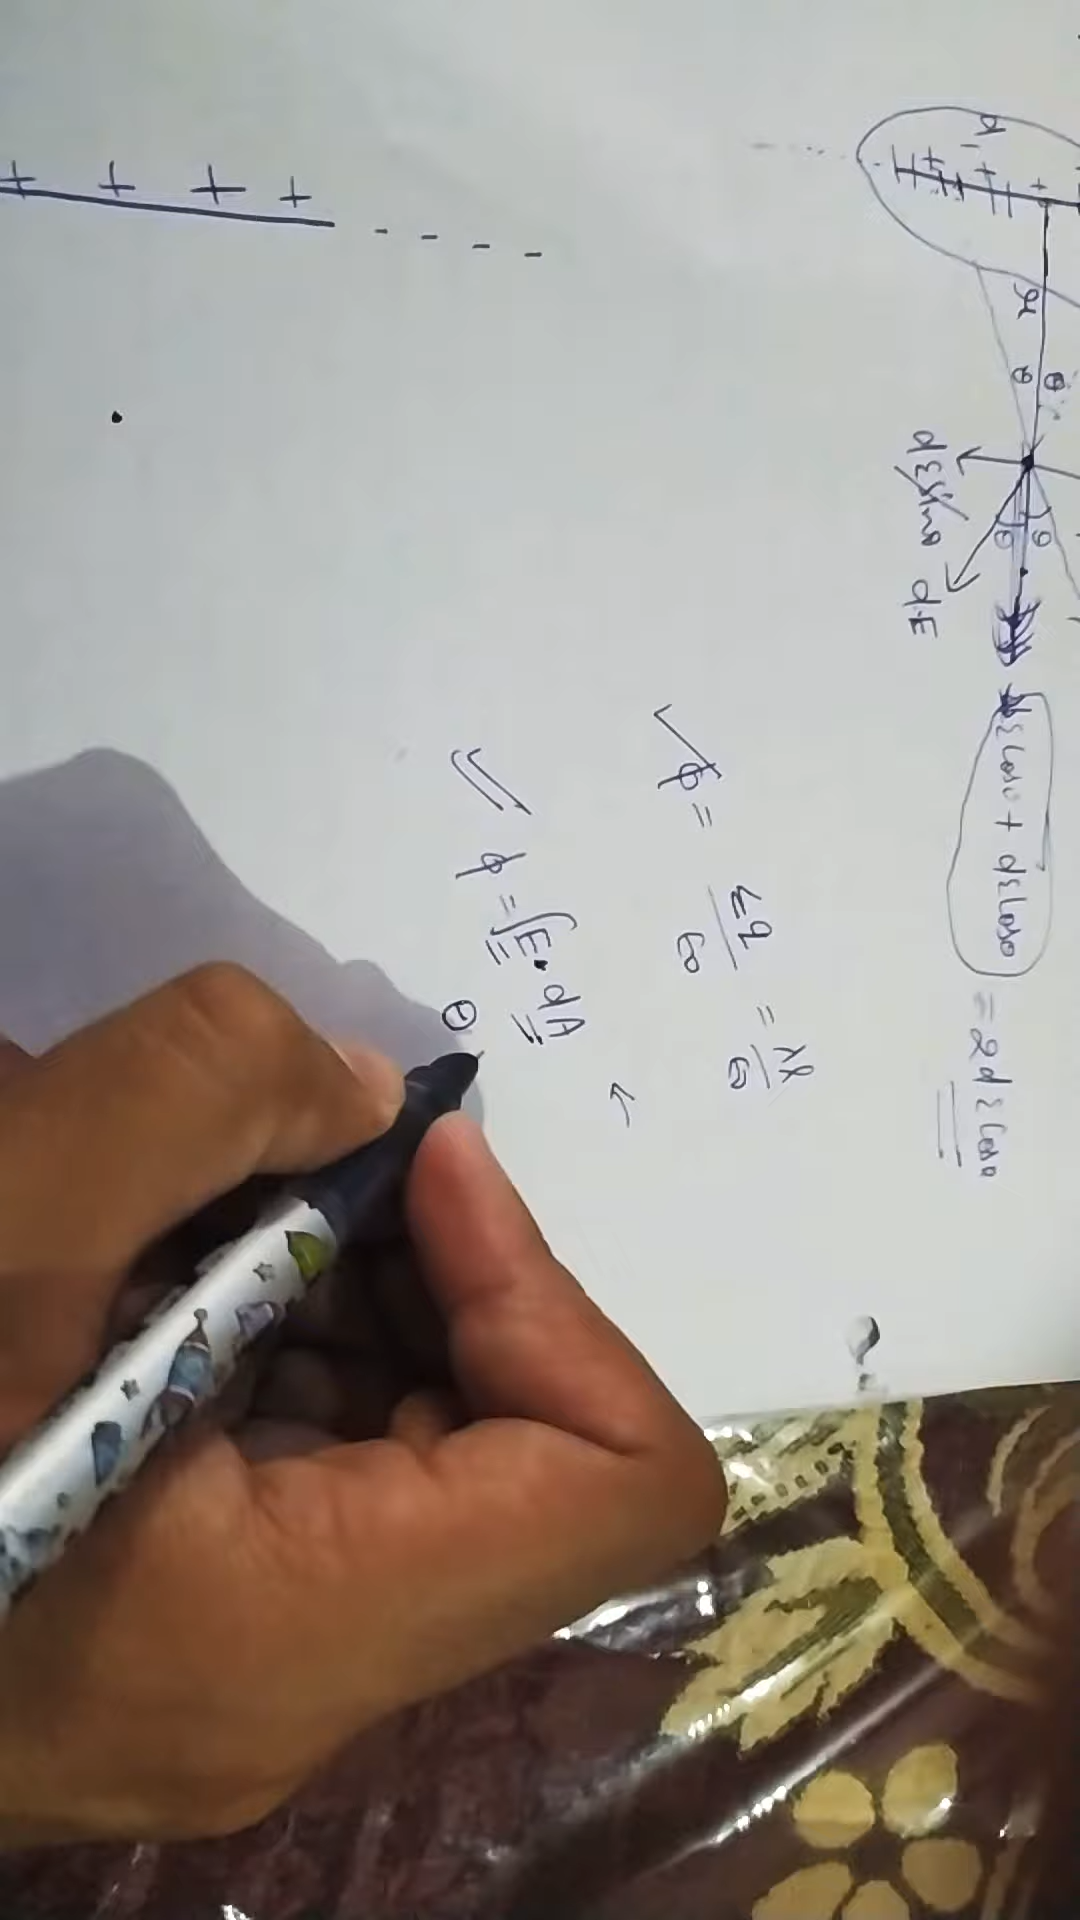 + + + +
x
θ θ
θ θ
dE sinθ
dE
dE cosθ + dE cosθ = 2dE cosθ
✓ ϕ = Σq/ε₀ = λl/ε₀
✓ ϕ = ∫E·dA
θ